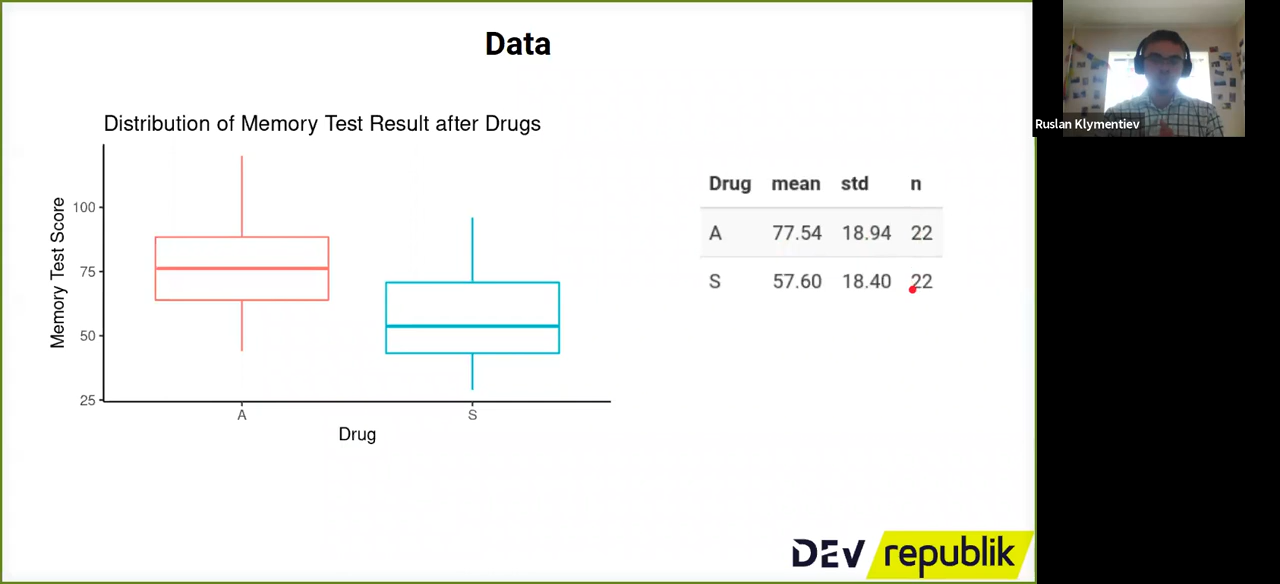 Data
Distribution of Memory Test Result after Drugs
Memory Test Score
100
75
50
25
A
S
Drug
Drug mean std n
A 77.54 18.94 22
S 57.60 18.40 22
DEV republik
Ruslan Klymentiev